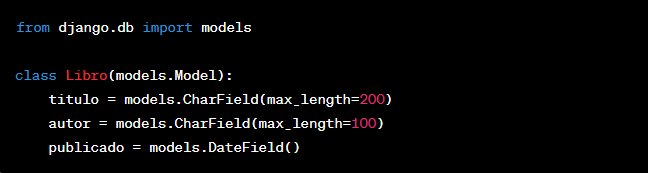 from django.db import models
class Libro(models.Model):
titulo = models.CharField(max_length=200)
autor = models.CharField(max_length=100)
publicado = models.DateField()